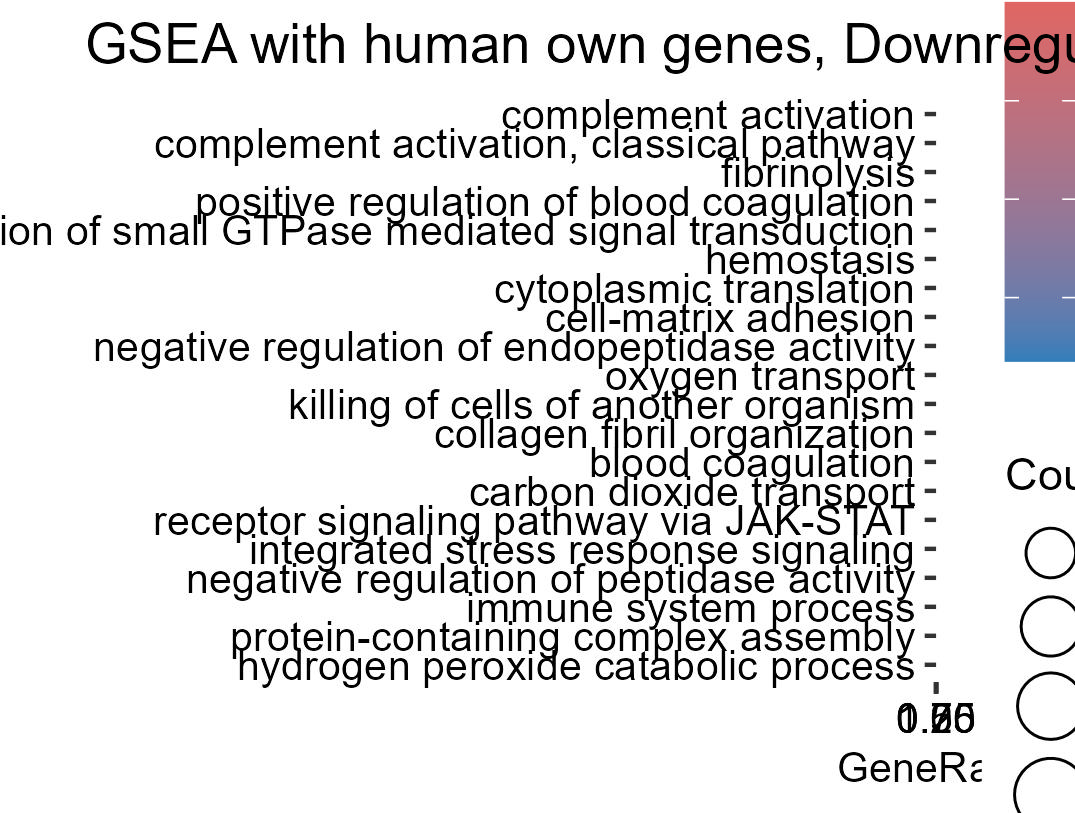 GSEA with human own genes, Downregu
complement activation
complement activation, classical pathway
fibrinolysis
positive regulation of blood coagulation
ion of small GTPase mediated signal transduction
hemostasis
cytoplasmic translation
cell-matrix adhesion
negative regulation of endopeptidase activity
oxygen transport
killing of cells of another organism
collagen fibril organization
blood coagulation
carbon dioxide transport
receptor signaling pathway via JAK-STAT
integrated stress response signaling
negative regulation of peptidase activity
immune system process
protein-containing complex assembly
hydrogen peroxide catabolic process
GeneRa
Cou